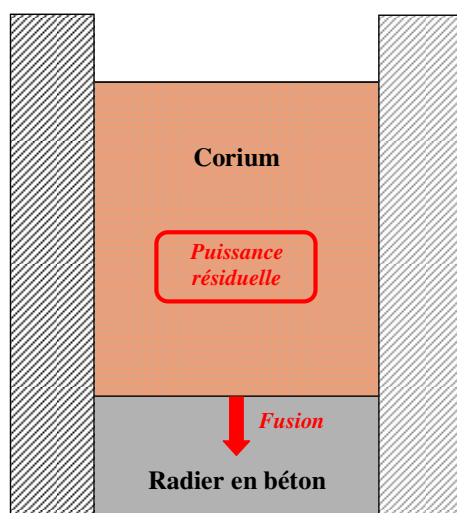 Corium
Puissance
résiduelle
Fusion
Radier en béton